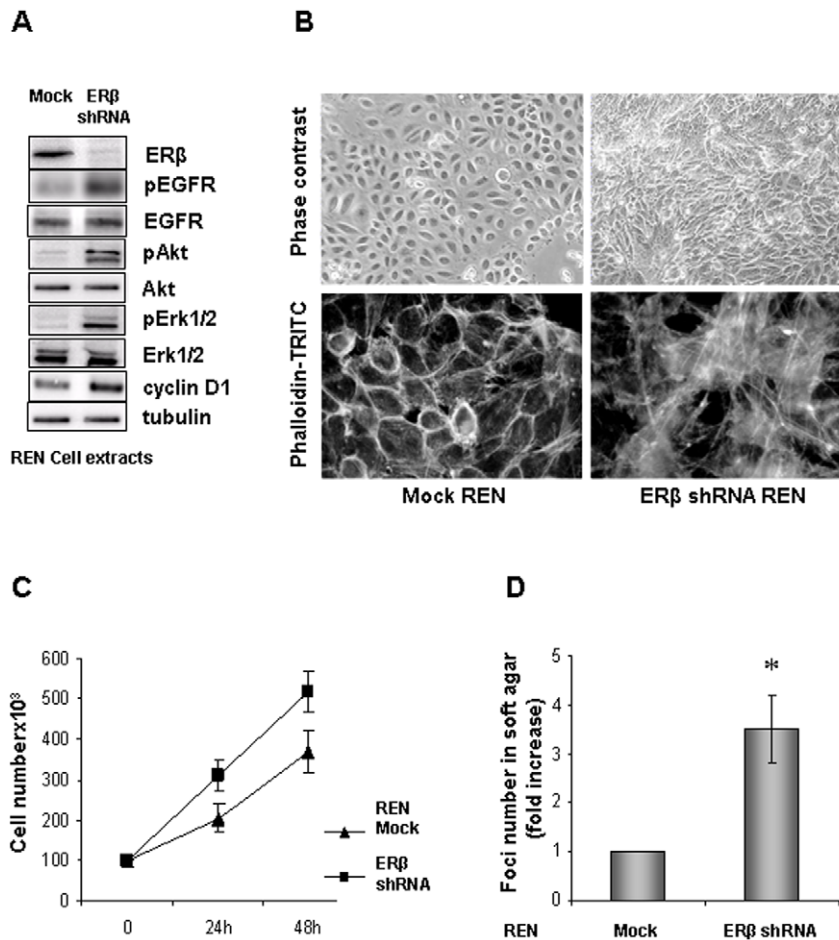 A
Mock
ERβ
shRNA
ERβ
pEGFR
EGFR
pAkt
Akt
pErk1/2
Erk1/2
cyclin D1
tubulin
REN Cell extracts
B
Phase contrast
Phalloidin-TRITC
Mock REN
ERβ shRNA REN
C
Cell numberx10³
600
500
400
300
200
100
0
24h
48h
REN
Mock
ERβ
shRNA
D
Foci number in soft agar
(fold increase)
5
4
3
2
1
0
*
REN
Mock
ERβ shRNA